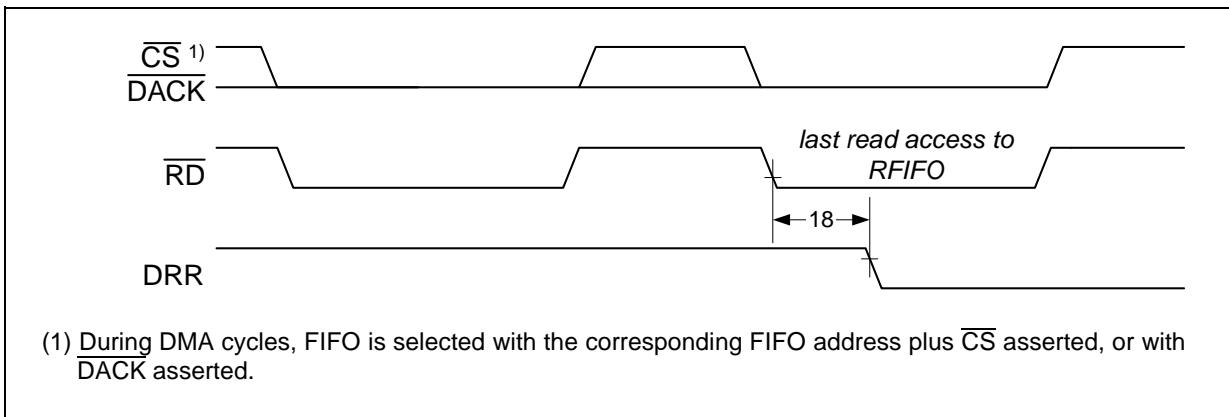 CS 1)
DACK
RD
last read access to
RFIFO
18
DRR
(1) During DMA cycles, FIFO is selected with the corresponding FIFO address plus CS asserted, or with
DACK asserted.